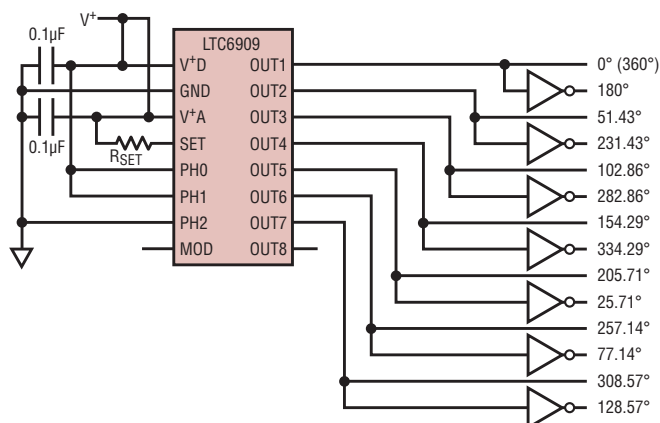 V+
0.1µF
LTC6909
V+D OUT1
GND OUT2
V+A OUT3
SET OUT4
PH0 OUT5
PH1 OUT6
PH2 OUT7
MOD OUT8
0.1µF
RSET
0° (360°)
180°
51.43°
231.43°
102.86°
282.86°
154.29°
334.29°
205.71°
25.71°
257.14°
77.14°
308.57°
128.57°